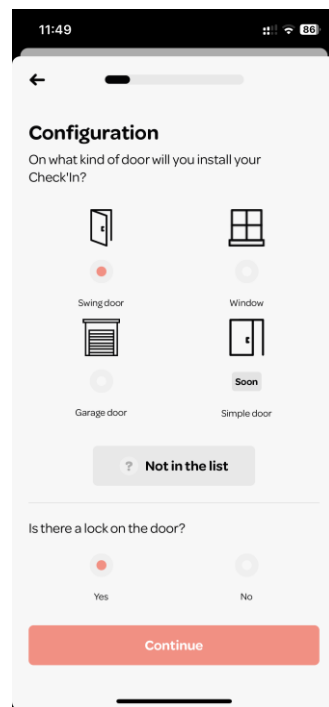 11:49
86
Configuration
On what kind of door will you install your
Check'In?
Swing door
Window
Soon
Garage door
Simple door
? Not in the list
Is there a lock on the door?
Yes
No
Continue